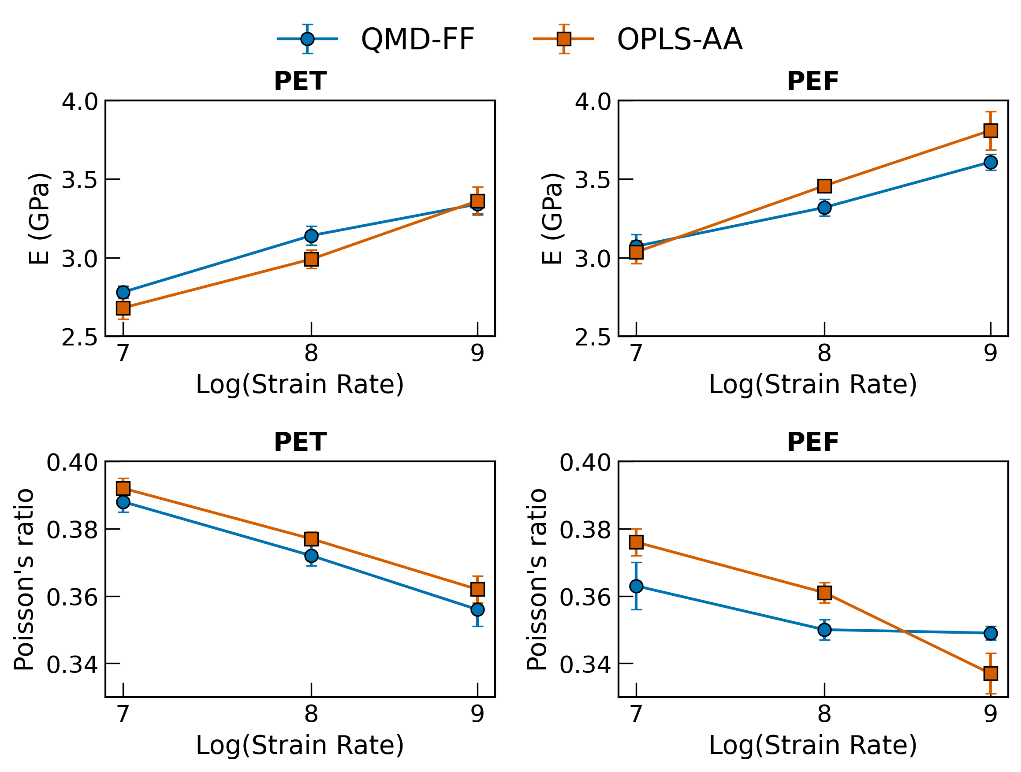 QMD-FF OPLS-AA
PET
4.0
3.5
3.0
2.5
E (GPa)
7 8 9
Log(Strain Rate)
PEF
4.0
3.5
3.0
2.5
E (GPa)
7 8 9
Log(Strain Rate)
PET
0.40
0.38
0.36
0.34
Poisson's ratio
7 8 9
Log(Strain Rate)
PEF
0.40
0.38
0.36
0.34
Poisson's ratio
7 8 9
Log(Strain Rate)